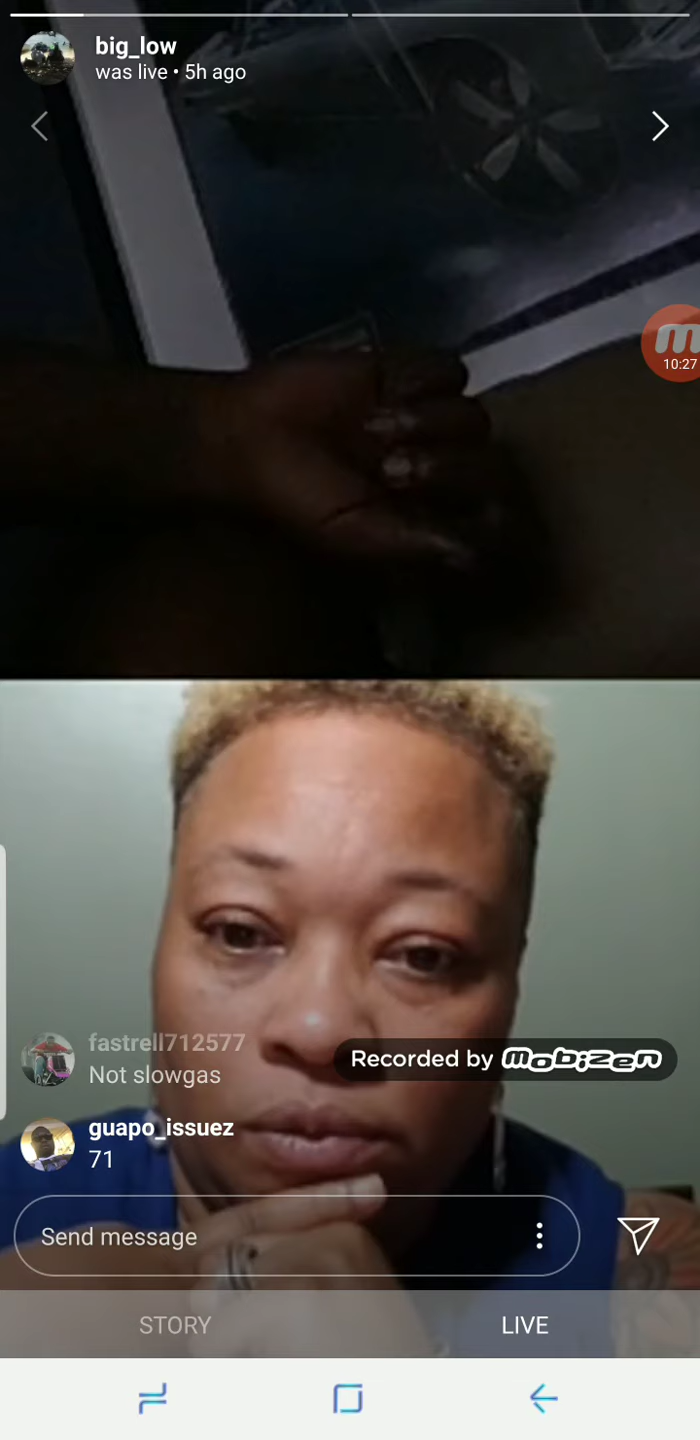 big_low
was live • 5h ago
m
10:27
fastrell712577
Not slowgas
Recorded by mobizen
guapo_issuez
71
Send message
STORY
LIVE